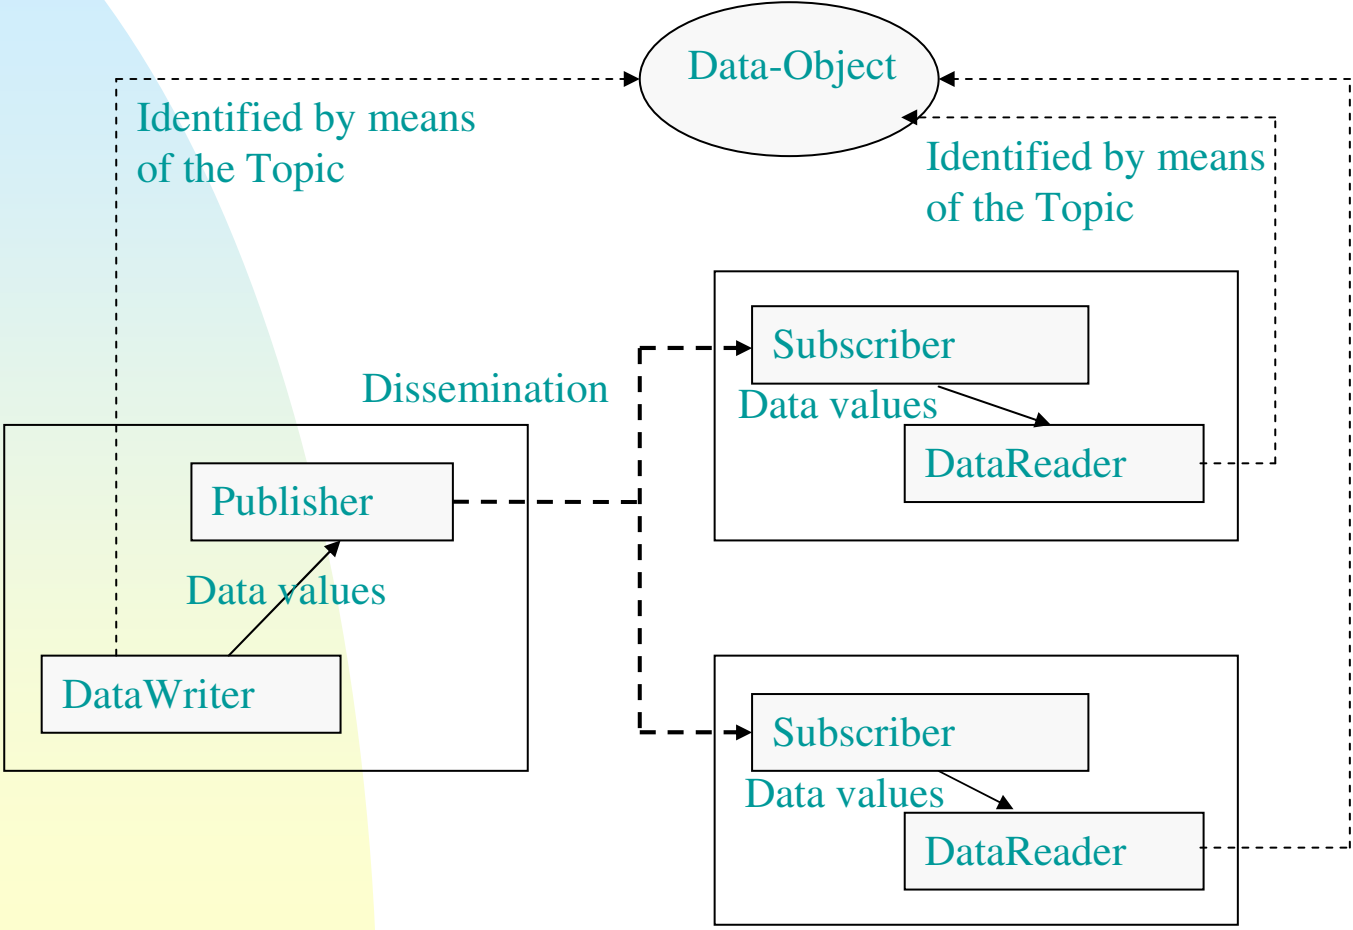 Data-Object
Identified by means
of the Topic
Identified by means
of the Topic
Subscriber
Dissemination
Data values
DataReader
Publisher
Data values
DataWriter
Subscriber
Data values
DataReader